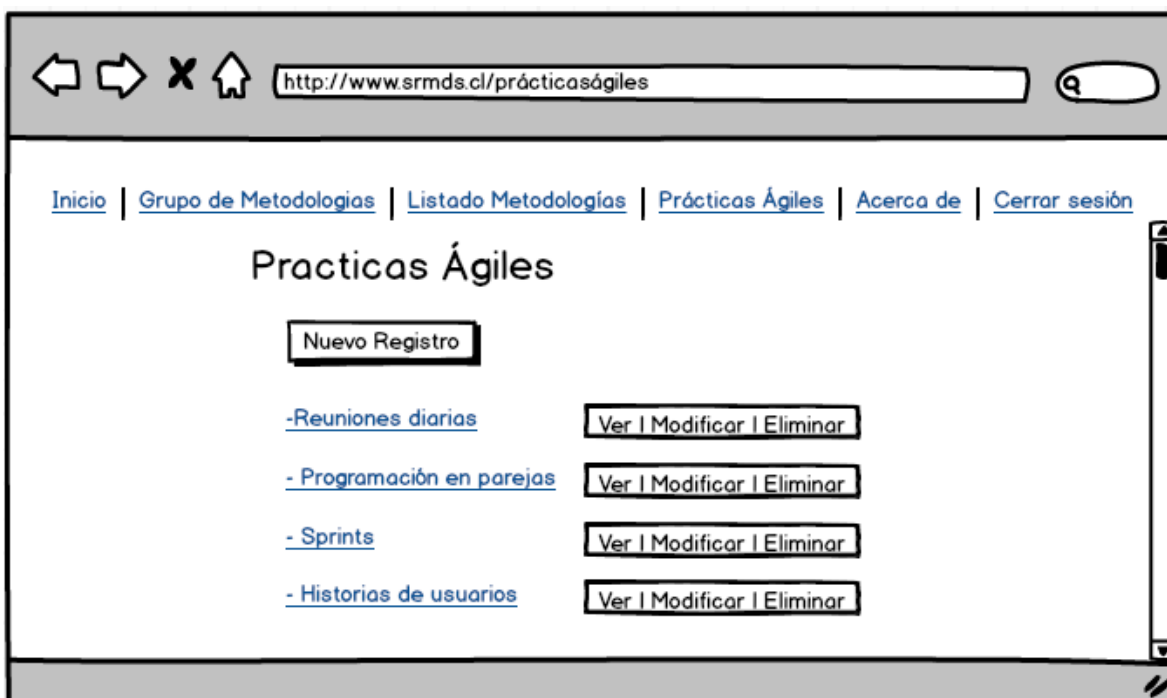 http://www.srmds.cl/prácticaságiles
Inicio | Grupo de Metodologias | Listado Metodologías | Prácticas Ágiles | Acerca de | Cerrar sesión
Practicas Ágiles
Nuevo Registro
-Reuniones diarias Ver | Modificar | Eliminar
- Programación en parejas Ver | Modificar | Eliminar
- Sprints Ver | Modificar | Eliminar
- Historias de usuarios Ver | Modificar | Eliminar